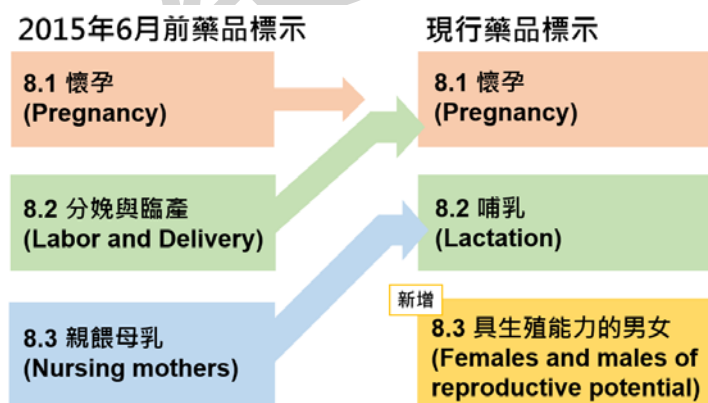 2015年6月前藥品標示
8.1 懷孕
(Pregnancy)
8.2 分娩與臨產
(Labor and Delivery)
8.3 親餵母乳
(Nursing mothers)
現行藥品標示
8.1 懷孕
(Pregnancy)
8.2 哺乳
(Lactation)
新增
8.3 具生殖能力的男女
(Females and males of
reproductive potential)